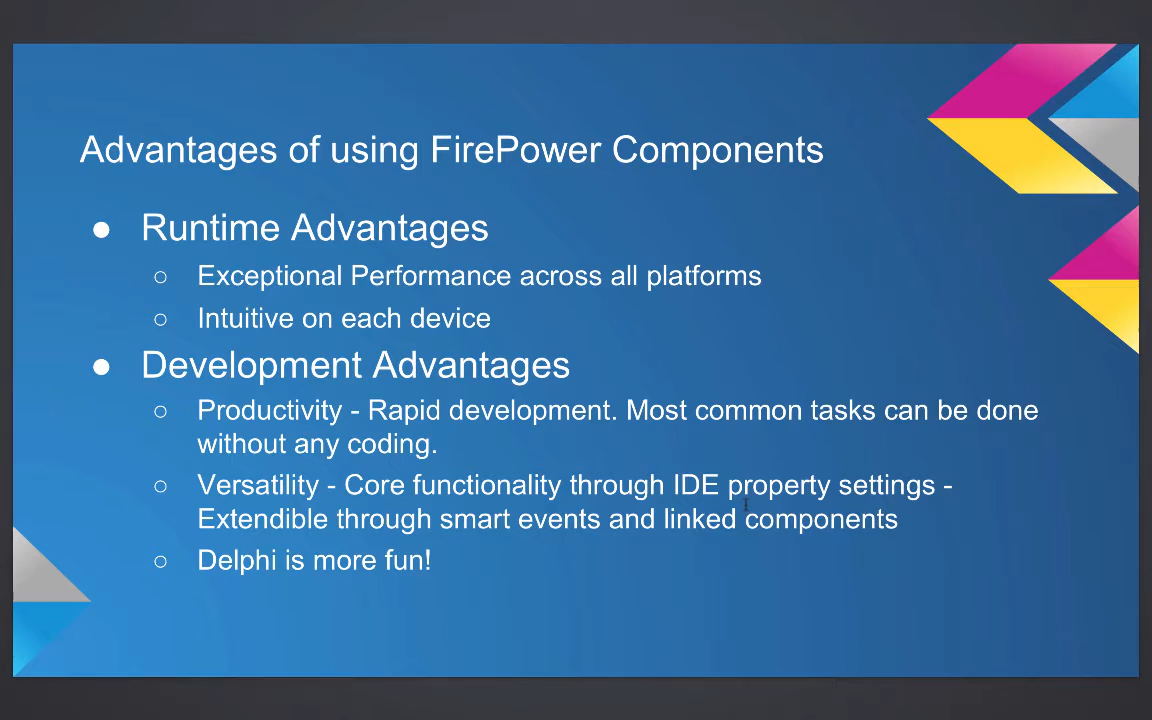 Advantages of using FirePower Components
● Runtime Advantages
○ Exceptional Performance across all platforms
○ Intuitive on each device
● Development Advantages
○ Productivity - Rapid development. Most common tasks can be done
without any coding.
○ Versatility - Core functionality through IDE property settings -
Extendible through smart events and linked components
○ Delphi is more fun!